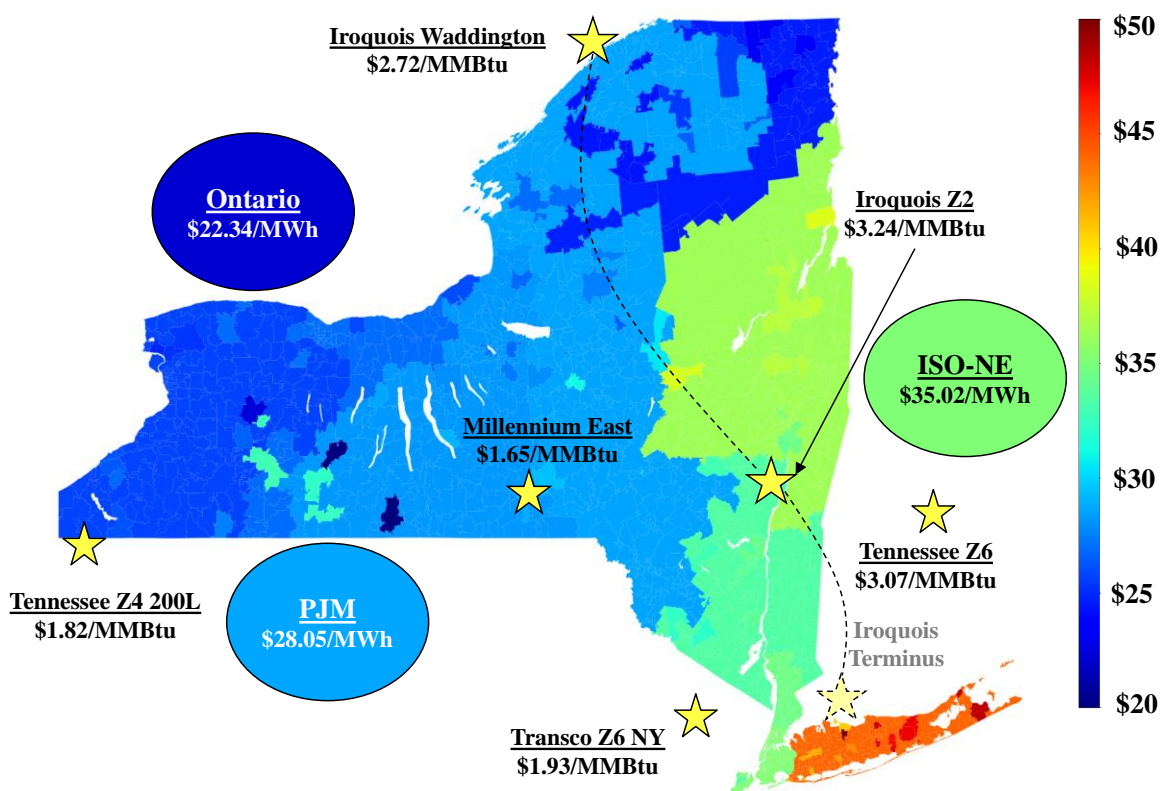 Iroquois Waddington
$2.72/MMBtu
Ontario
$22.34/MWh
Iroquois Z2
$3.24/MMBtu
ISO-NE
$35.02/MWh
Millennium East
$1.65/MMBtu
Tennessee Z6
$3.07/MMBtu
Tennessee Z4 200L
$1.82/MMBtu
PJM
$28.05/MWh
Iroquois
Terminus
Transco Z6 NY
$1.93/MMBtu
$50
$45
$40
$35
$30
$25
$20